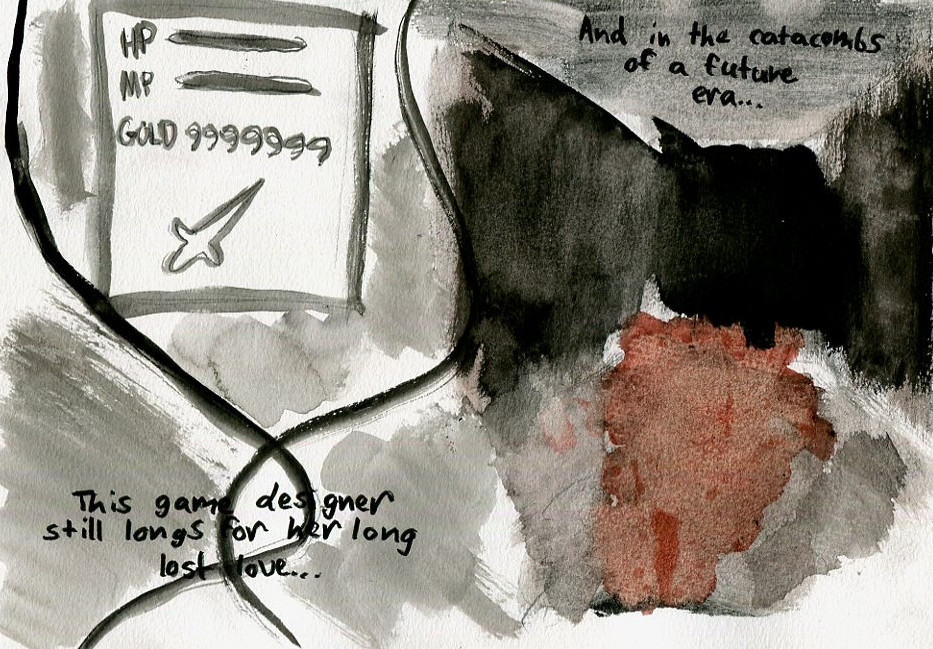 HP
MP
GOLD 9999999
This game designer
still longs for her long
lost love...
And in the catacombs
of a future
era...